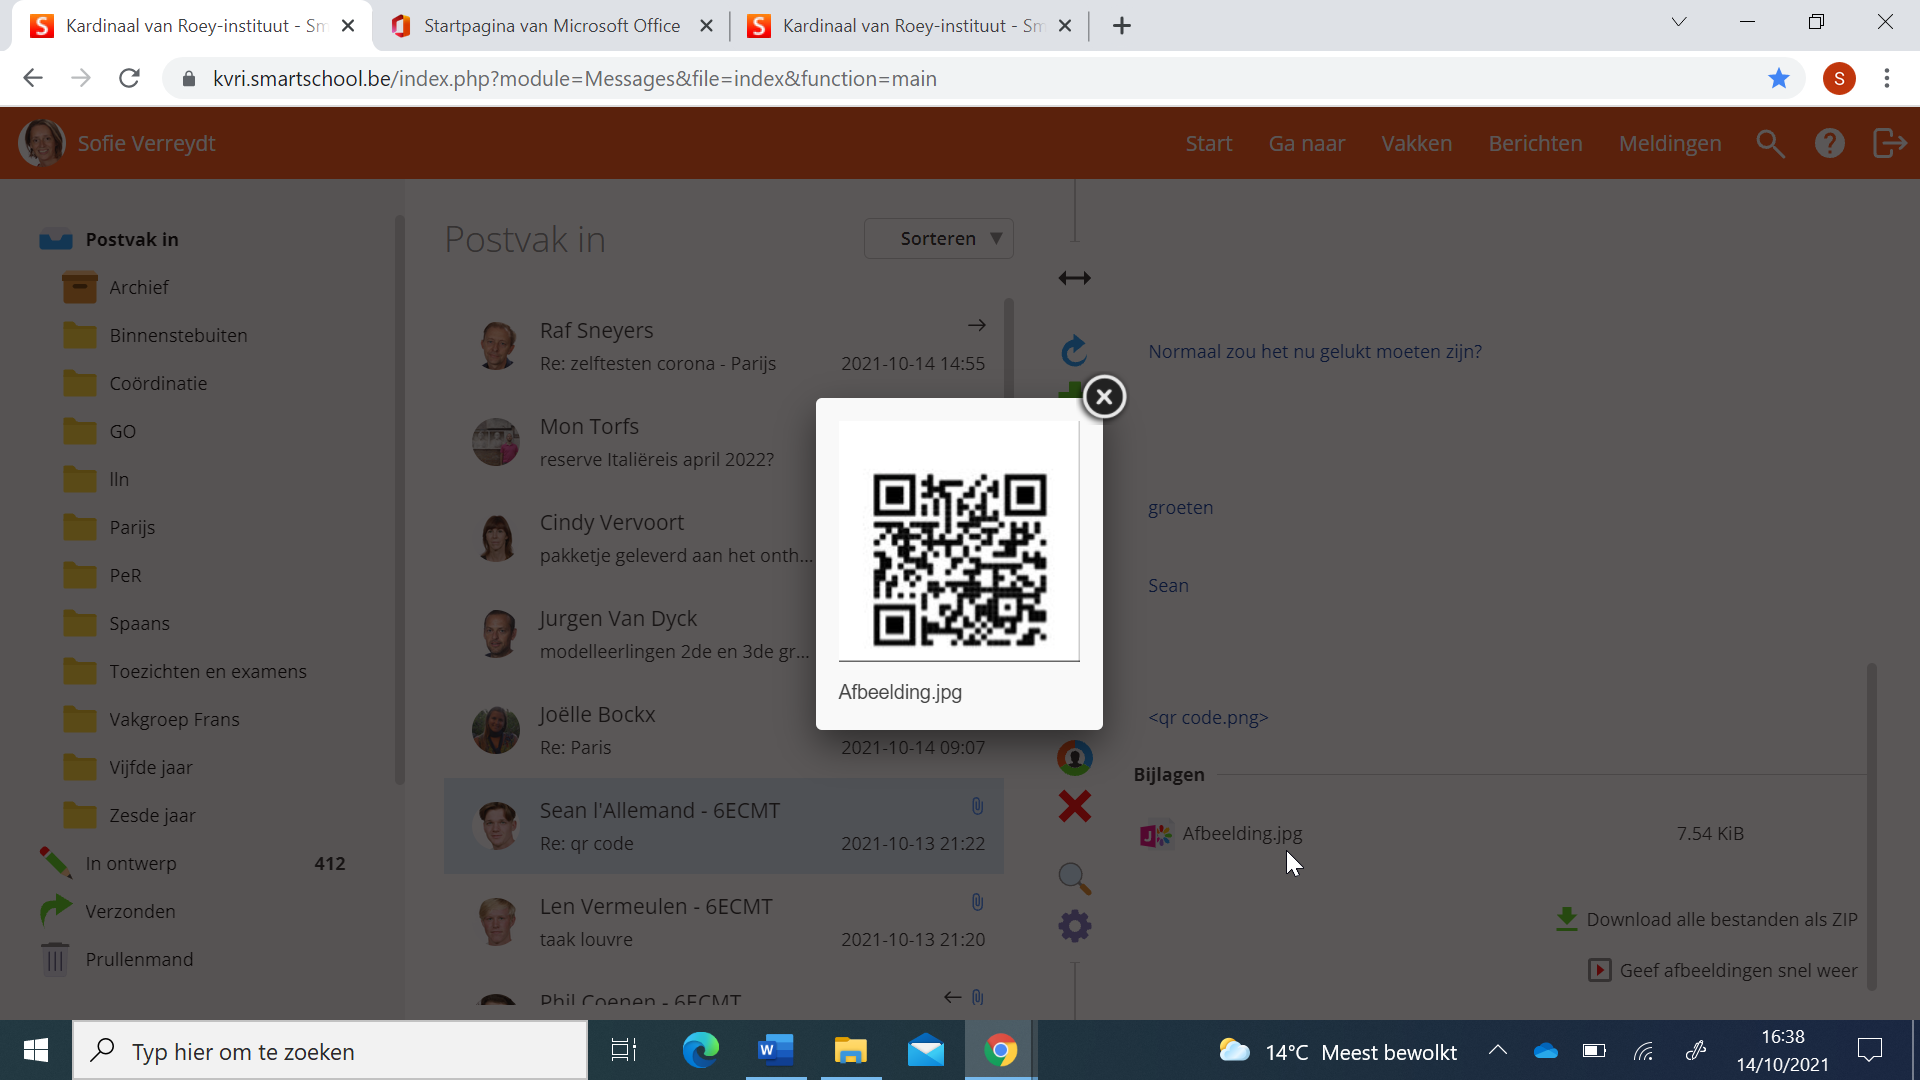 Kardinaal van Roey-instituut - Sm
Startpagina van Microsoft Office
Kardinaal van Roey-instituut - Sm
kvri.smartschool.be/index.php?module=Messages&file=index&function=main
S
Sofie Verreydt
Start
Ga naar
Vakken
Berichten
Meldingen
Postvak in
Archief
Binnenstebuiten
Coördinatie
GO
lln
Parijs
PeR
Spaans
Toezichten en examens
Vakgroep Frans
Vijfde jaar
Zesde jaar
In ontwerp 412
Verzonden
Prullenmand
Postvak in
Sorteren
Raf Sneyers
Re: zelftesten corona - Parijs 2021-10-14 14:55
Mon Torfs
reserve Italiëreis april 2022?
Cindy Vervoort
pakketje geleverd aan het onth...
Jurgen Van Dyck
modelleerlingen 2de en 3de gr...
Joëlle Bockx
Re: Paris 2021-10-14 09:07
Sean l'Allemand - 6ECMT
Re: qr code 2021-10-13 21:22
Len Vermeulen - 6ECMT
taak louvre 2021-10-13 21:20
Phil Coenen - 6ECMT
Afbeelding.jpg
Normaal zou het nu gelukt moeten zijn?
groeten
Sean
<qr code.png>
Bijlagen
Afbeelding.jpg 7.54 KiB
Download alle bestanden als ZIP
Geef afbeeldingen snel weer
Typ hier om te zoeken
14°C Meest bewolkt
16:38
14/10/2021